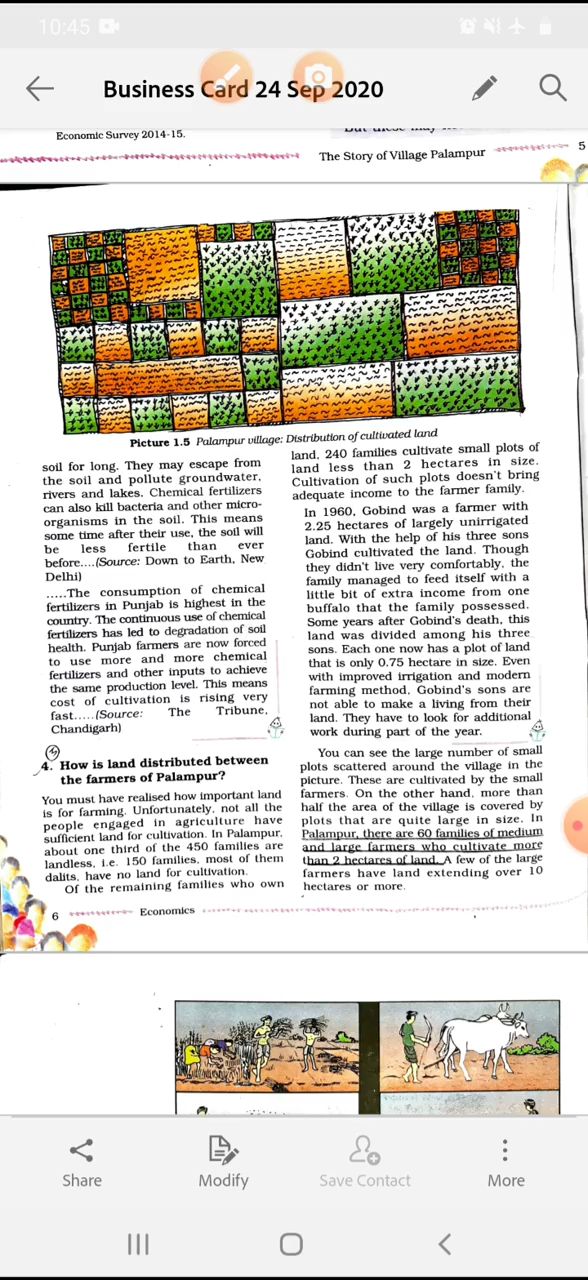 10:45
Business Card 24 Sep 2020
Economic Survey 2014-15.
The Story of Village Palampur
5
Picture 1.5 Palampur village: Distribution of cultivated land
soil for long. They may escape from
the soil and pollute groundwater,
rivers and lakes. Chemical fertilizers
can also kill bacteria and other micro-
organisms in the soil. This means
some time after their use, the soil will
be less fertile than ever
before....(Source: Down to Earth, New
Delhi)
.....The consumption of chemical
fertilizers in Punjab is highest in the
country. The continuous use of chemical
fertilizers has led to degradation of soil
health. Punjab farmers are now forced
to use more and more chemical
fertilizers and other inputs to achieve
the same production level. This means
cost of cultivation is rising very
fast.....(Source: The Tribune,
Chandigarh)
4. How is land distributed between
the farmers of Palampur?
You must have realised how important land
is for farming. Unfortunately, not all the
people engaged in agriculture have
sufficient land for cultivation. In Palampur,
about one third of the 450 families are
landless, i.e. 150 families, most of them
dalits, have no land for cultivation.
Of the remaining families who own
land, 240 families cultivate small plots of
land less than 2 hectares in size.
Cultivation of such plots doesn't bring
adequate income to the farmer family.
In 1960, Gobind was a farmer with
2.25 hectares of largely unirrigated
land. With the help of his three sons
Gobind cultivated the land. Though
they didn't live very comfortably, the
family managed to feed itself with a
little bit of extra income from one
buffalo that the family possessed.
Some years after Gobind's death, this
land was divided among his three
sons. Each one now has a plot of land
that is only 0.75 hectare in size. Even
with improved irrigation and modern
farming method, Gobind's sons are
not able to make a living from their
land. They have to look for additional
work during part of the year.
You can see the large number of small
plots scattered around the village in the
picture. These are cultivated by the small
farmers. On the other hand, more than
half the area of the village is covered by
plots that are quite large in size. In
Palampur, there are 60 families of medium
and large farmers who cultivate more
than 2 hectares of land. A few of the large
farmers have land extending over 10
hectares or more.
6
Economics
Share
Modify
Save Contact
More